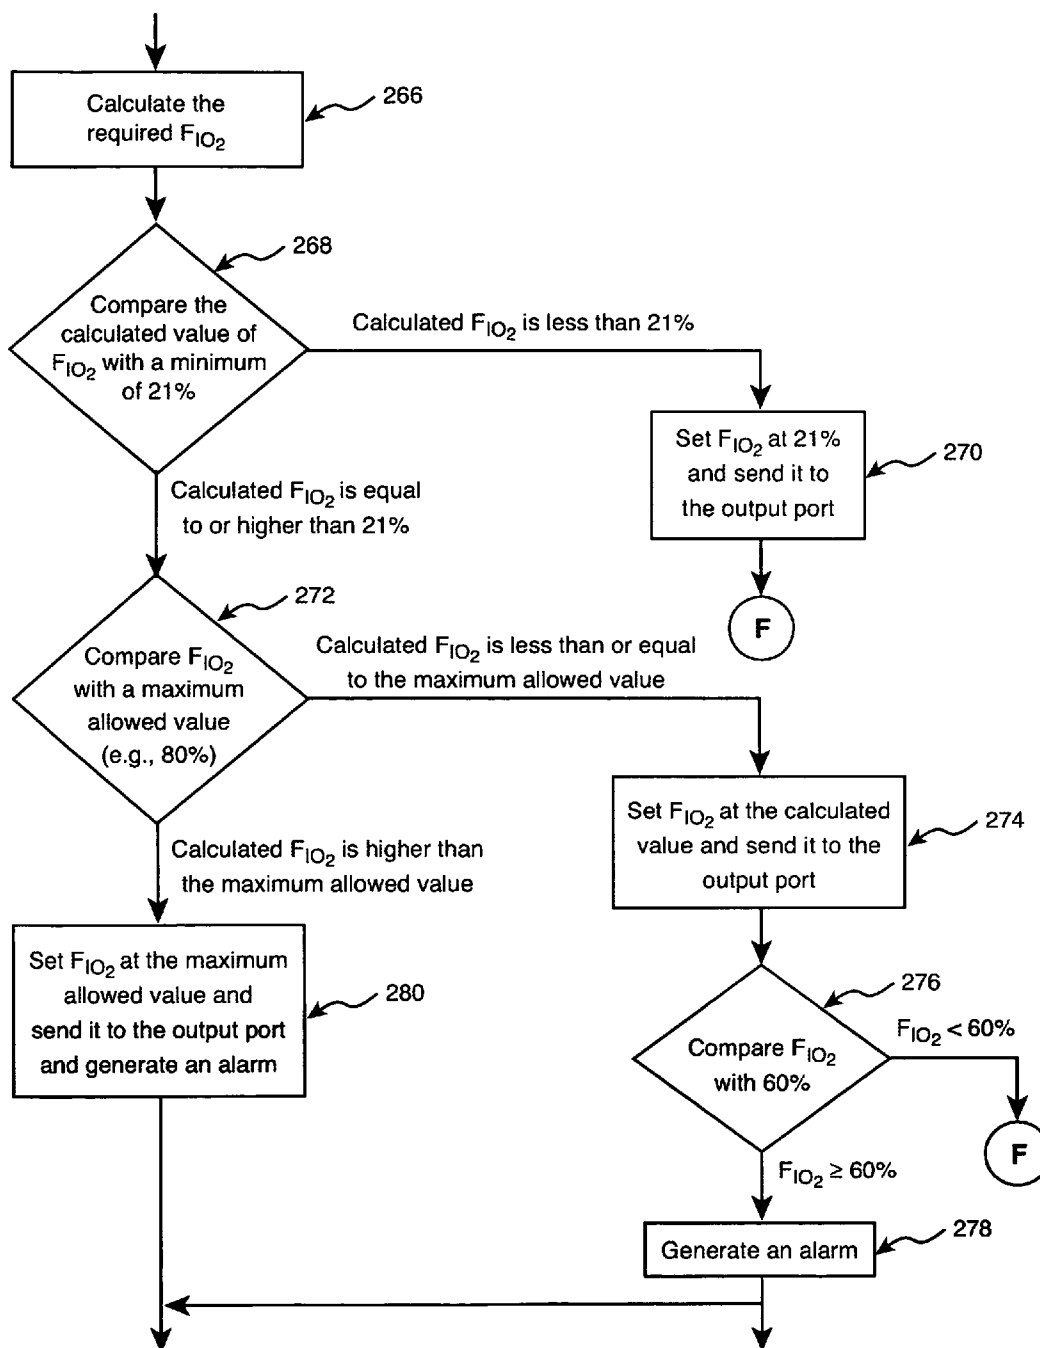 Calculate the
required FIO2
266
268
Compare the
calculated value of
FIO2 with a minimum
of 21%
Calculated FIO2 is less than 21%
Set FIO2 at 21%
and send it to
the output port
270
F
Calculated FIO2 is equal
to or higher than 21%
272
Compare FIO2
with a maximum
allowed value
(e.g., 80%)
Calculated FIO2 is less than or equal
to the maximum allowed value
Set FIO2 at the calculated
value and send it to the
output port
274
Calculated FIO2 is higher than
the maximum allowed value
Set FIO2 at the maximum
allowed value and
send it to the output port
and generate an alarm
280
276
Compare FIO2
with 60%
FIO2 < 60%
F
FIO2 ≥ 60%
Generate an alarm
278